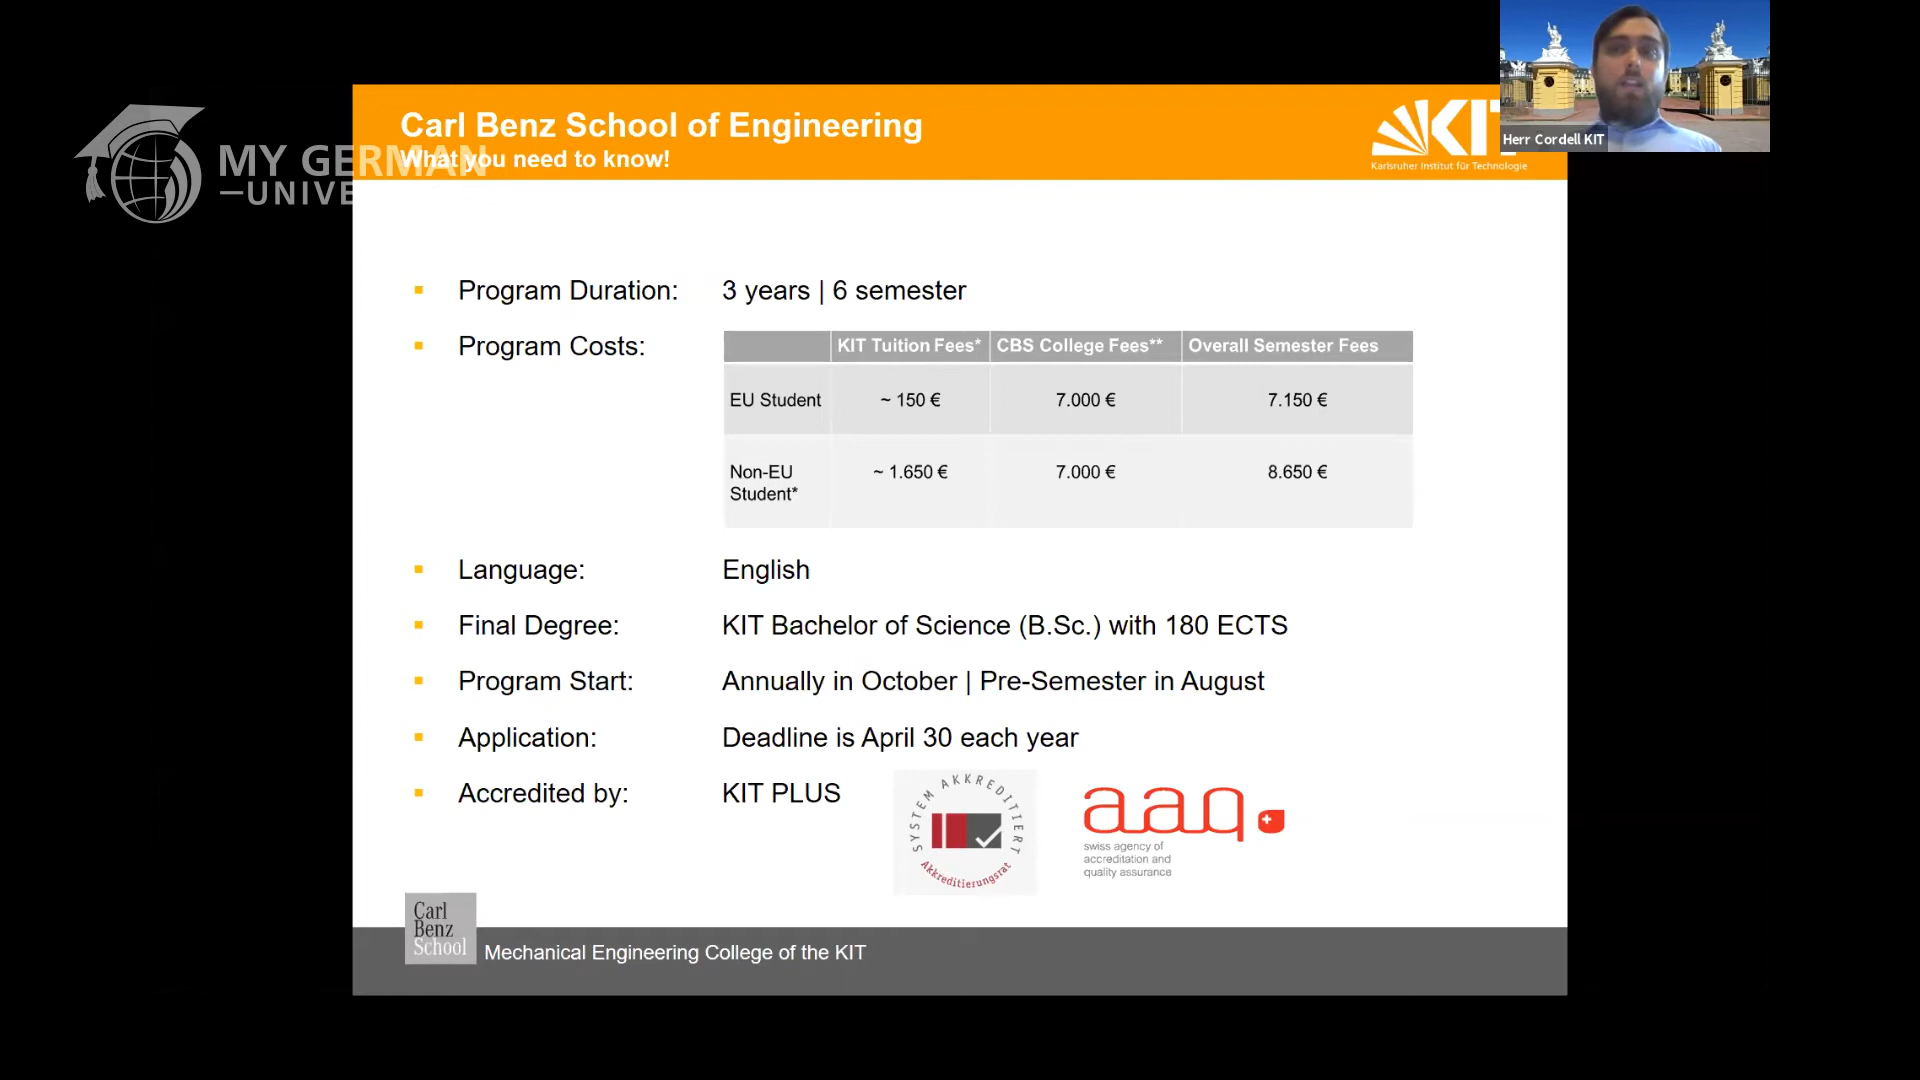 MY GERMAN
UNIVE
Carl Benz School of Engineering
What you need to know!
KIT
Karlsruher Institut für Technologie
Herr Cordell KIT
Program Duration: 3 years | 6 semester
Program Costs:
KIT Tuition Fees* CBS College Fees** Overall Semester Fees
EU Student ~ 150 € 7.000 € 7.150 €
Non-EU Student* ~ 1.650 € 7.000 € 8.650 €
Language: English
Final Degree: KIT Bachelor of Science (B.Sc.) with 180 ECTS
Program Start: Annually in October | Pre-Semester in August
Application: Deadline is April 30 each year
Accredited by: KIT PLUS
SYSTEM AKKREDITIERT
Akkreditierungsrat
aaq
swiss agency of
accreditation and
quality assurance
Carl
Benz
School
Mechanical Engineering College of the KIT